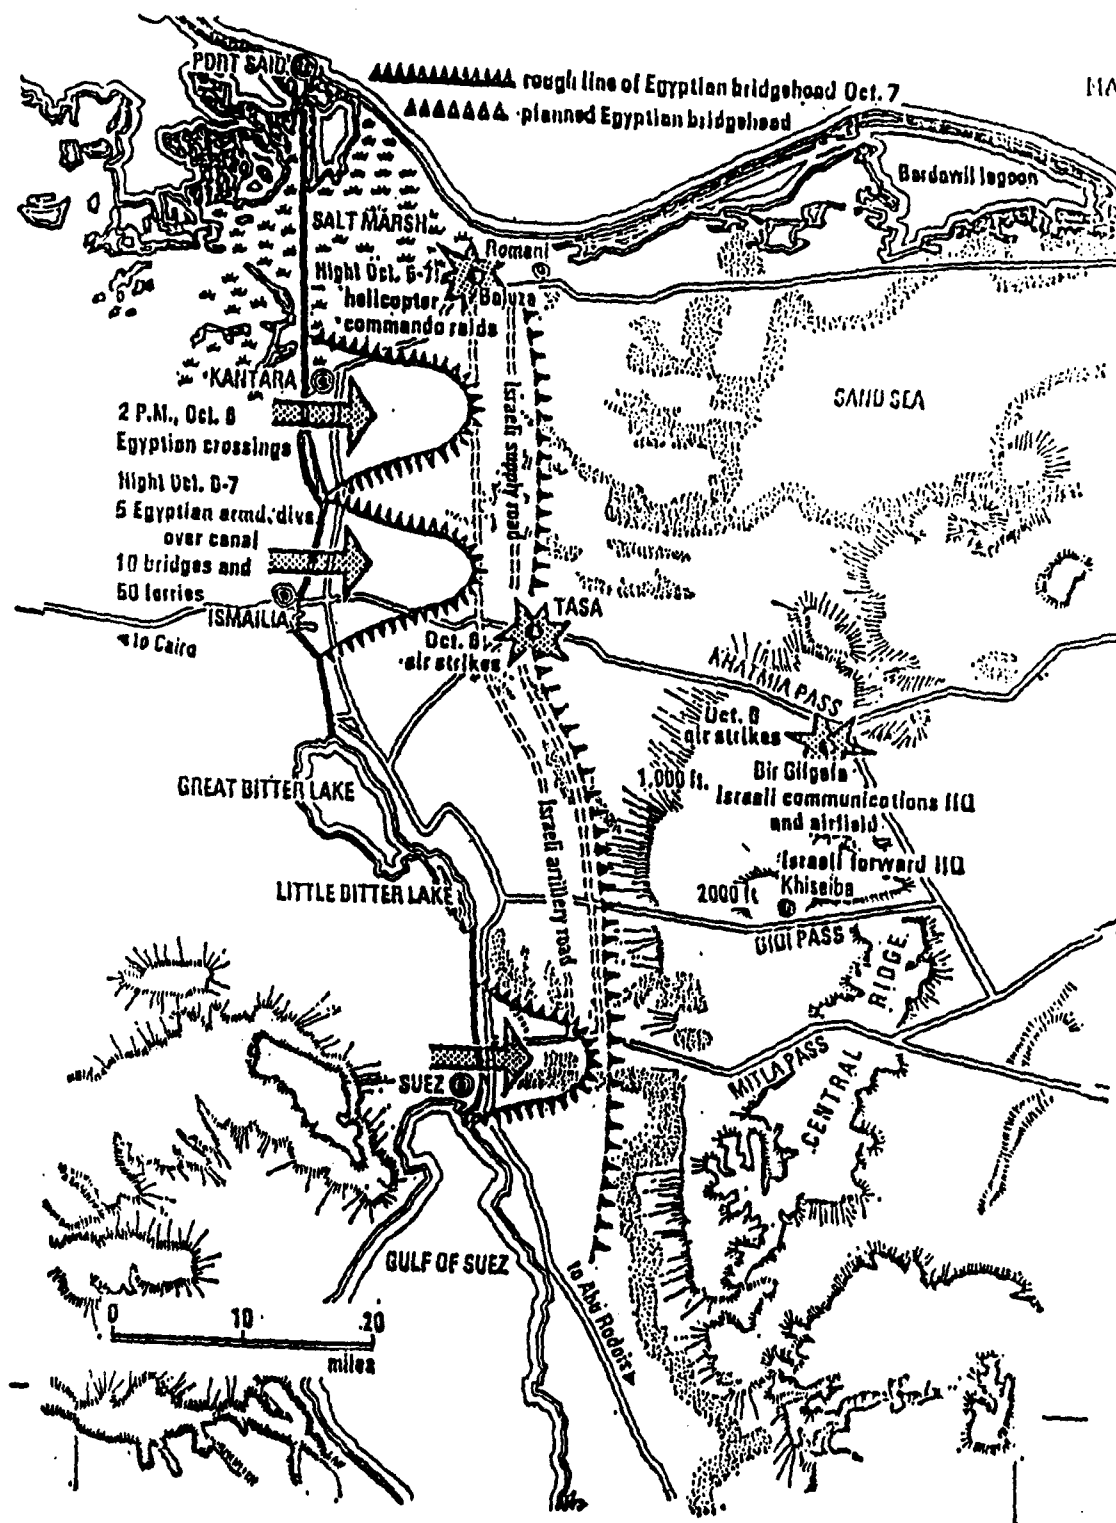 PORT SAID
rough line of Egyptian bridgehead Oct. 7
planned Egyptian bridgehead
Bardawil lagoon
SALT MARSH
Romani
Night Oct. 6-7
helicopter
commando raids
Baluza
KANTARA
SAND SEA
2 P.M., Oct. 6
Egyptian crossings
Israeli supply road
Night Oct. 6-7
5 Egyptian armd. divs
over canal
10 bridges and
50 ferries
ISMAILIA
to Cairo
TASA
Oct. 6
air strikes
KHATMIA PASS
Oct. 6
air strikes
1,000 ft.
Bir Gifgafa
Israeli communications HQ
and airfield
GREAT BITTER LAKE
Israeli artillery road
Israeli forward HQ
Khiseiba
2000 ft
LITTLE BITTER LAKE
GIDI PASS
RIDGE
SUEZ
MITLA PASS
CENTRAL
GULF OF SUEZ
to Abu Rodeis
0 10 20
miles